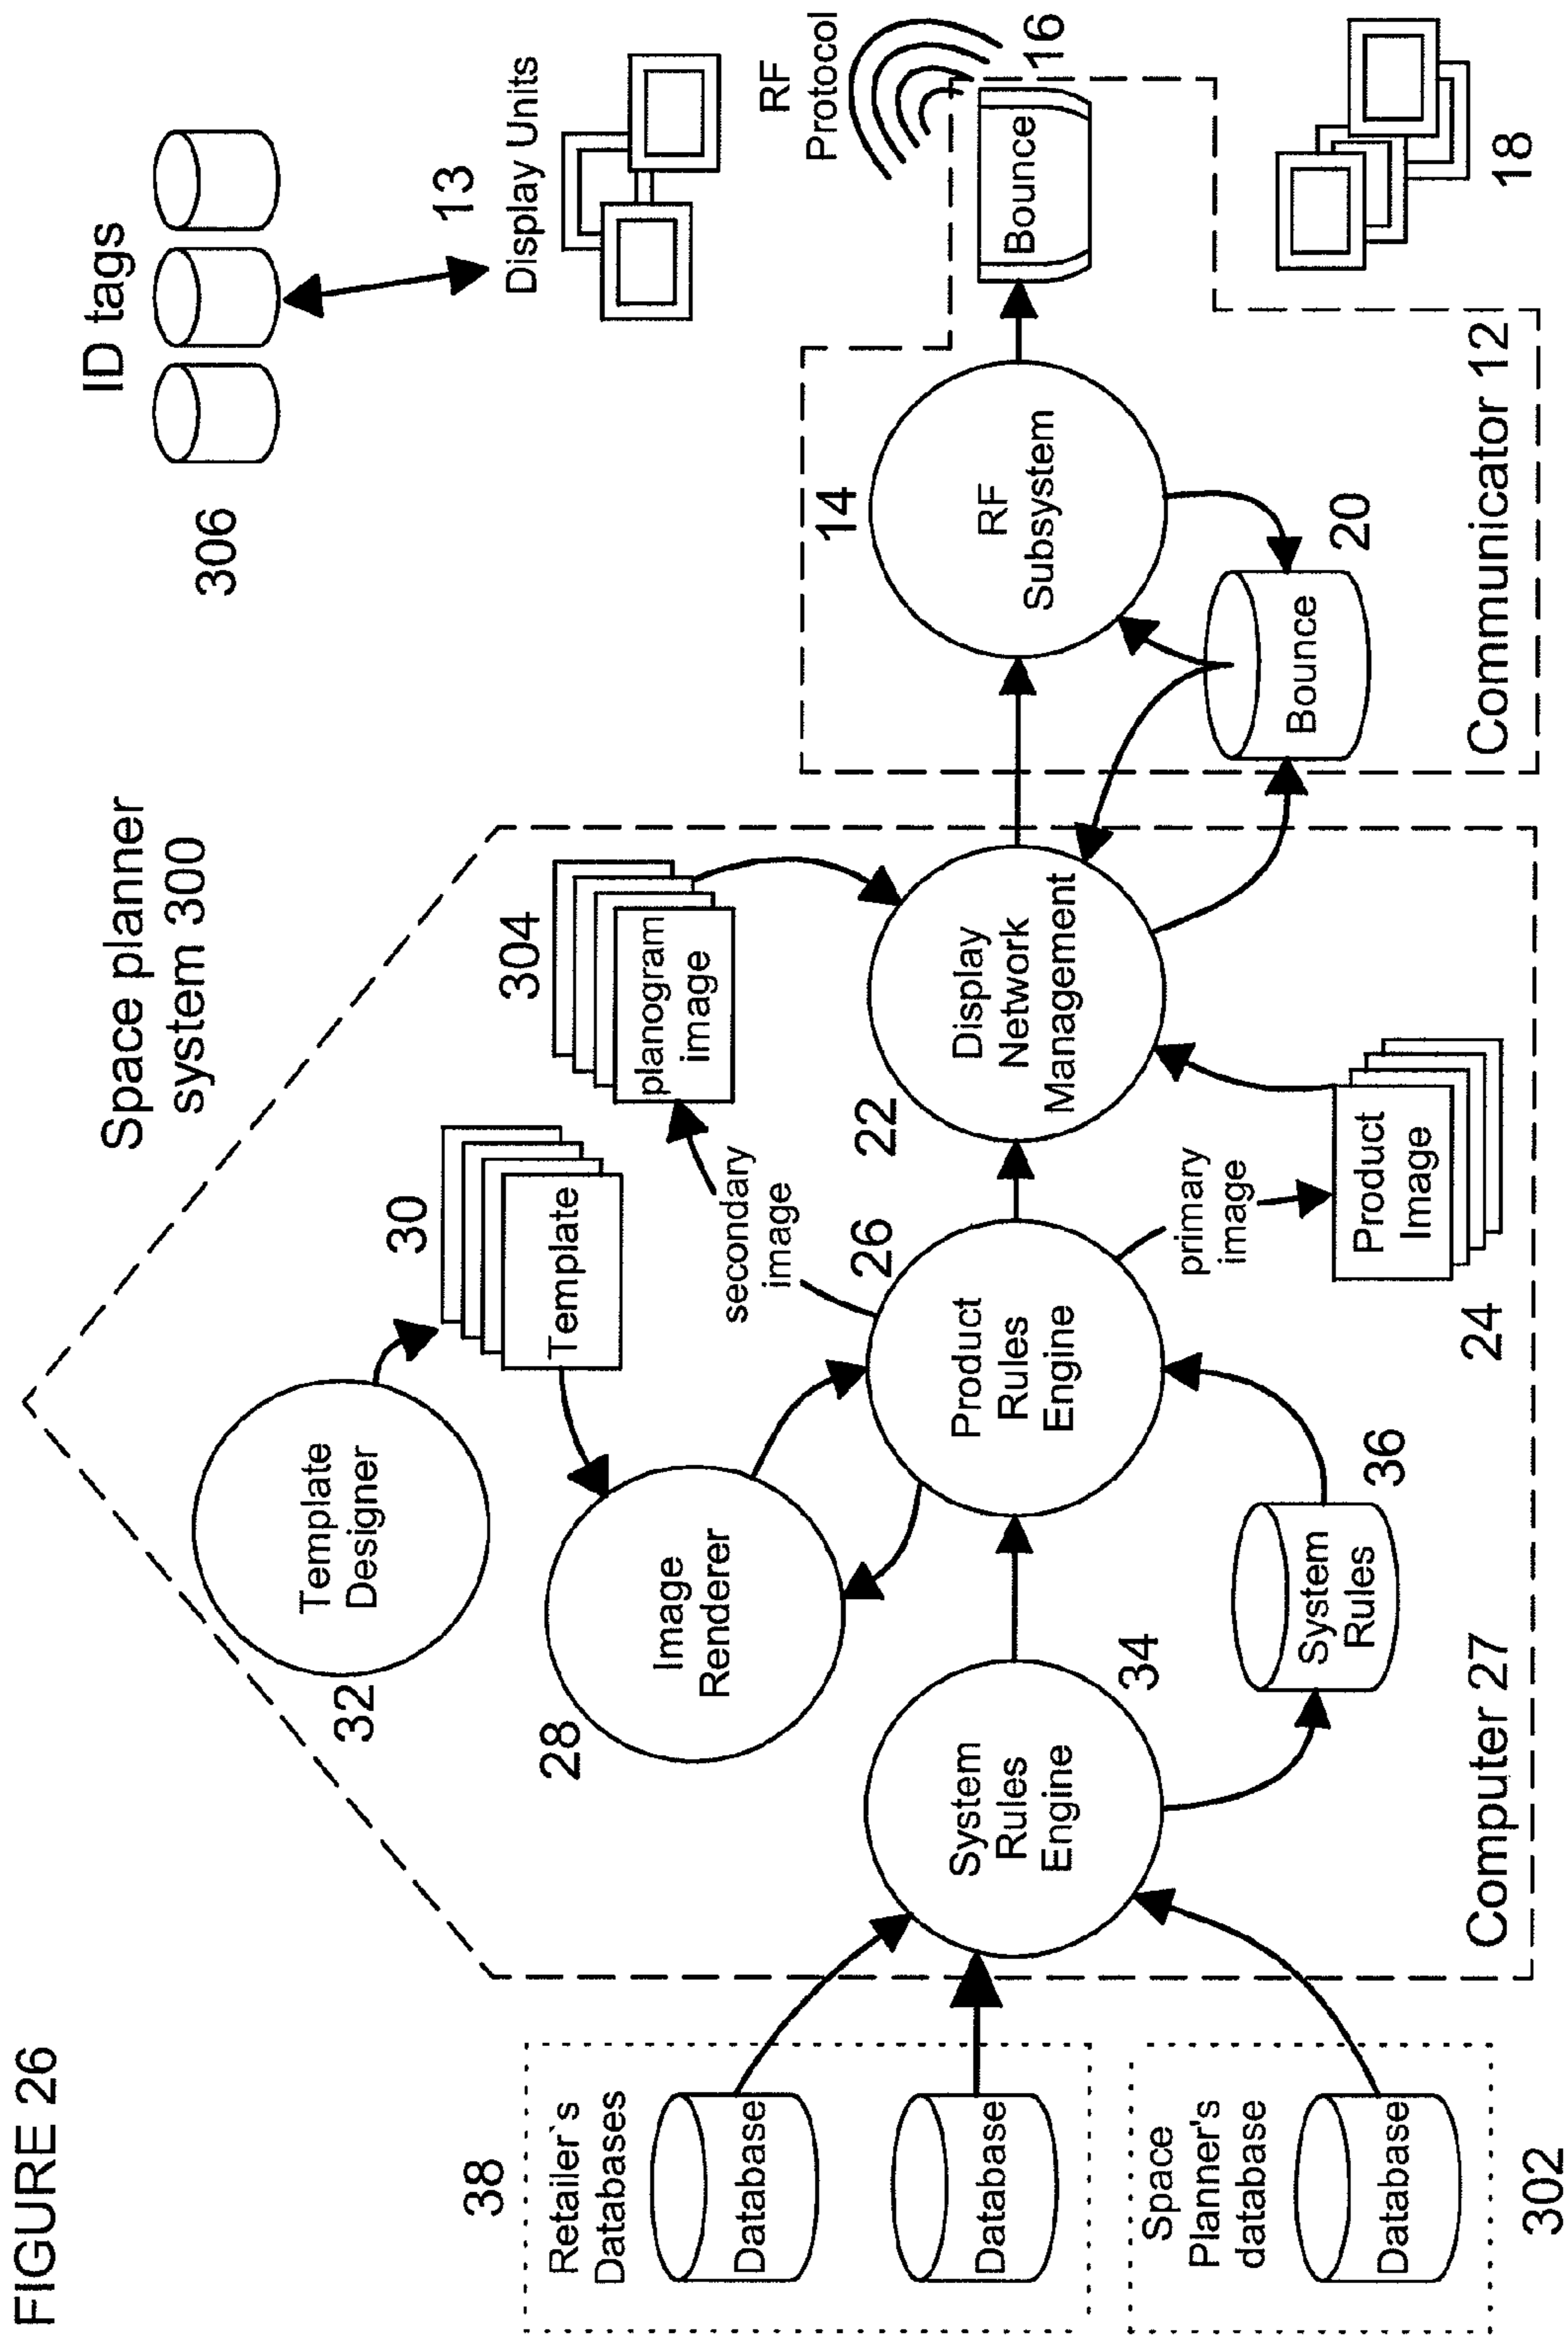 FIGURE 26
Space planner
system 300
ID tags
306
13
Display Units
RF
Protocol
16
Bounce
18
38
Retailer`s
Databases
Database
Database
Space
Planner's
database
Database
302
32
Template
Designer
30
Template
28
Image
Renderer
304
planogram
image
secondary
image
26
Product
Rules
Engine
22
Display
Network
Management
primary
image
Product
Image
24
System
Rules
Engine
34
System
Rules
36
Computer 27
14
RF
Subsystem
20
Bounce
Communicator 12